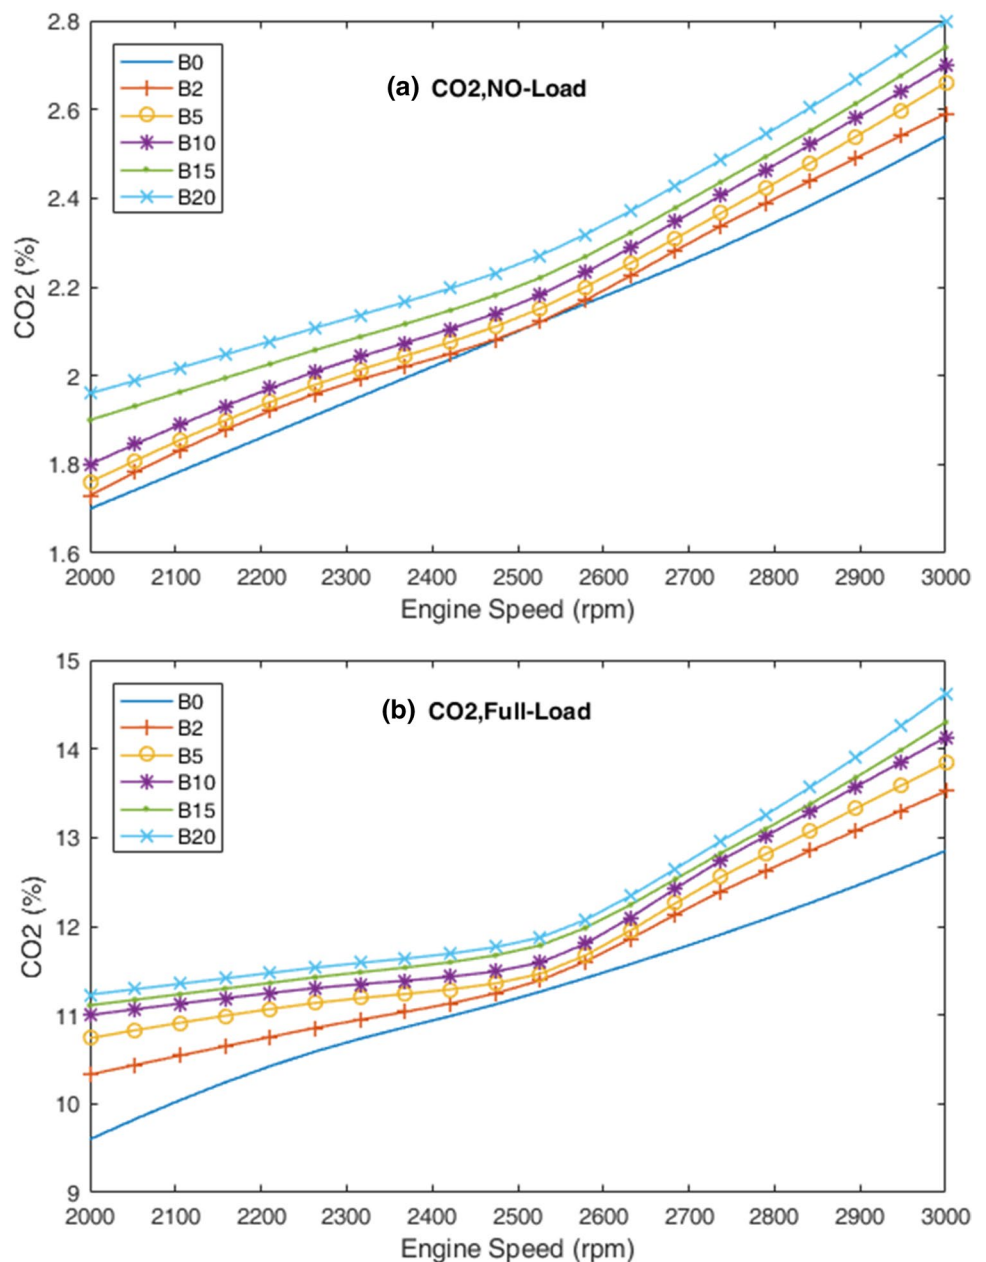 (a) CO2,NO-Load
B0
B2
B5
B10
B15
B20
CO2 (%)
2.8
2.6
2.4
2.2
2
1.8
1.6
2000 2100 2200 2300 2400 2500 2600 2700 2800 2900 3000
Engine Speed (rpm)
(b) CO2,Full-Load
B0
B2
B5
B10
B15
B20
CO2 (%)
15
14
13
12
11
10
9
2000 2100 2200 2300 2400 2500 2600 2700 2800 2900 3000
Engine Speed (rpm)